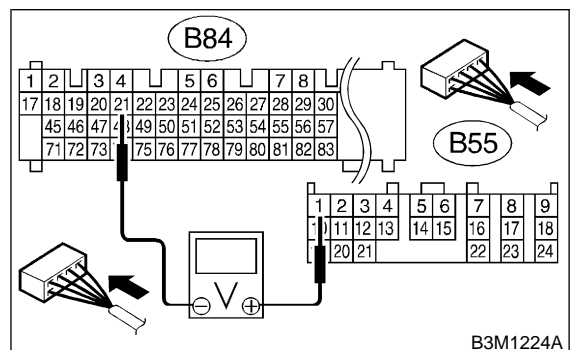 B84
1 2 3 4 5 6 7 8
17 18 19 20 21 22 23 24 25 26 27 28 29 30
45 46 47 49 50 51 52 53 54 55 56 57
71 72 73 75 76 77 78 79 80 81 82 83
B55
1 2 3 4 5 6 7 8 9
10 11 12 13 14 15 16 17 18
20 21 22 23 24
V
− +
B3M1224A